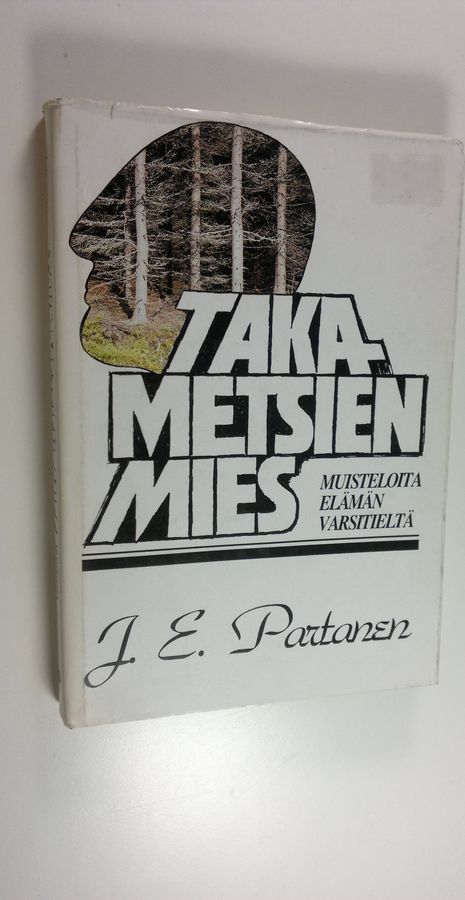 TAKA-
METSIEN
MIES
MUISTELOITA
ELÄMÄN
VARSITIELTÄ
J. E. Partanen